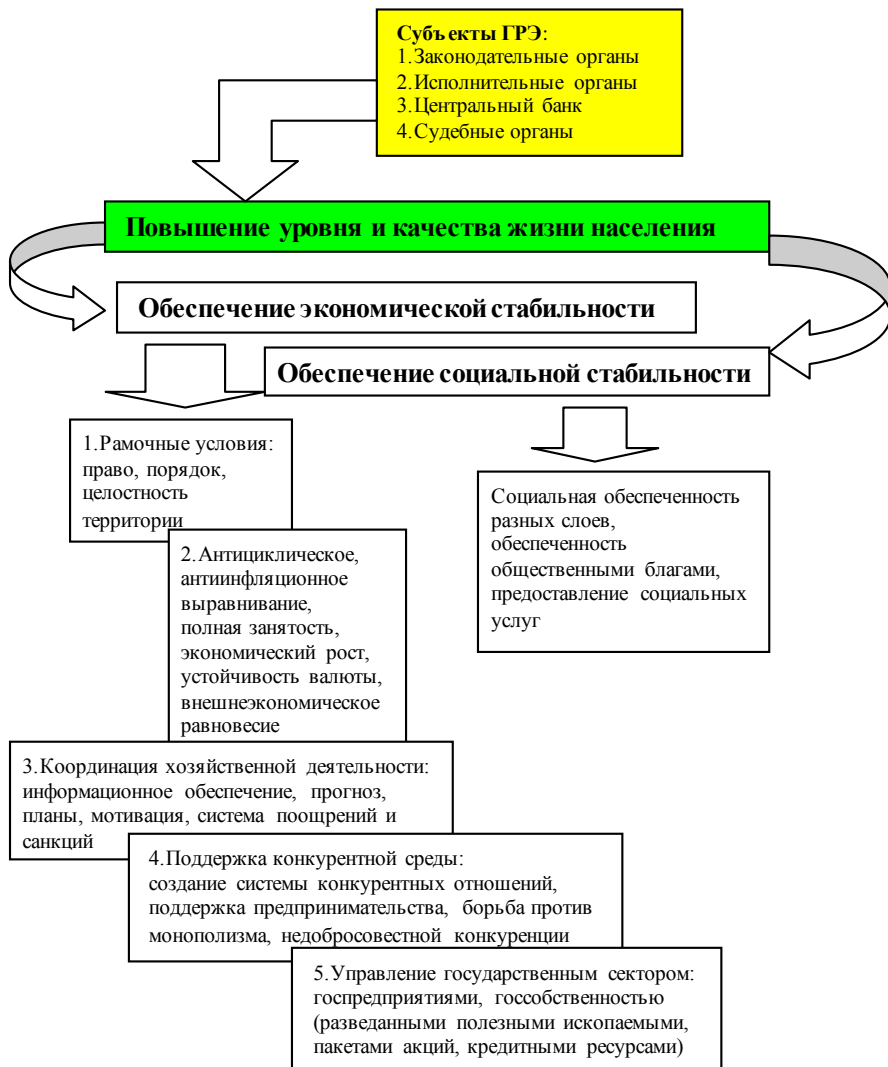 Субъекты ГРЭ:
1.Законодательные органы
2.Исполнительные органы
3.Центральный банк
4.Судебные органы
Повышение уровня и качества жизни населения
Обеспечение экономической стабильности
Обеспечение социальной стабильности
1.Рамочные условия:
право, порядок,
целостность
территории
2.Антициклическое,
антиинфляционное
выравнивание,
полная занятость,
экономический рост,
устойчивость валюты,
внешнеэкономическое
равновесие
Социальная обеспеченность
разных слоев,
обеспеченность
общественными благами,
предоставление социальных
услуг
3.Координация хозяйственной деятельности:
информационное обеспечение, прогноз,
планы, мотивация, система поощрений и
санкций
4.Поддержка конкурентной среды:
создание системы конкурентных отношений,
поддержка предпринимательства, борьба против
монополизма, недобросовестной конкуренции
5.Управление государственным сектором:
госпредприятиями, госсобственностью
(разведанными полезными ископаемыми,
пакетами акций, кредитными ресурсами)